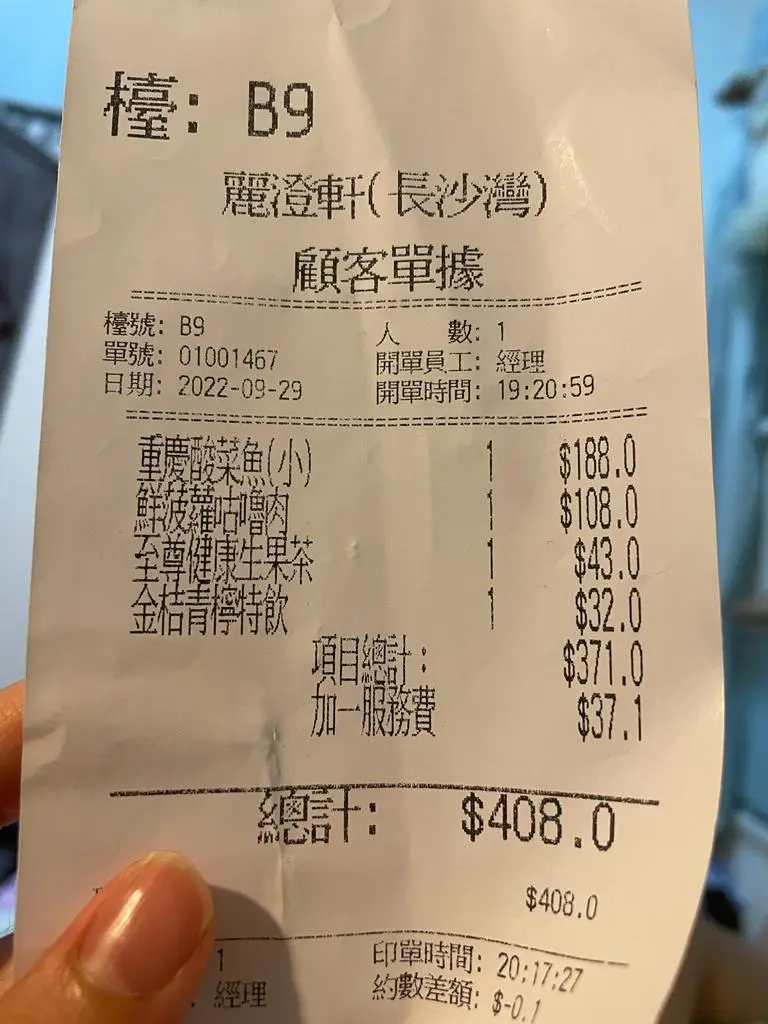 檯: B9
麗澄軒(長沙灣)
顧客單據
檯號: B9 人 數: 1
單號: 01001467 開單員工: 經理
日期: 2022-09-29 開單時間: 19:20:59
重慶酸菜魚(小) 1 $188.0
鮮菠蘿咕嚕肉 1 $108.0
至尊健康生果茶 1 $43.0
金桔青檸特飲 1 $32.0
項目總計: $371.0
加一服務費 $37.1
總計: $408.0
$408.0
1 印單時間: 20:17:27
: 經理 約數差額: $-0.1